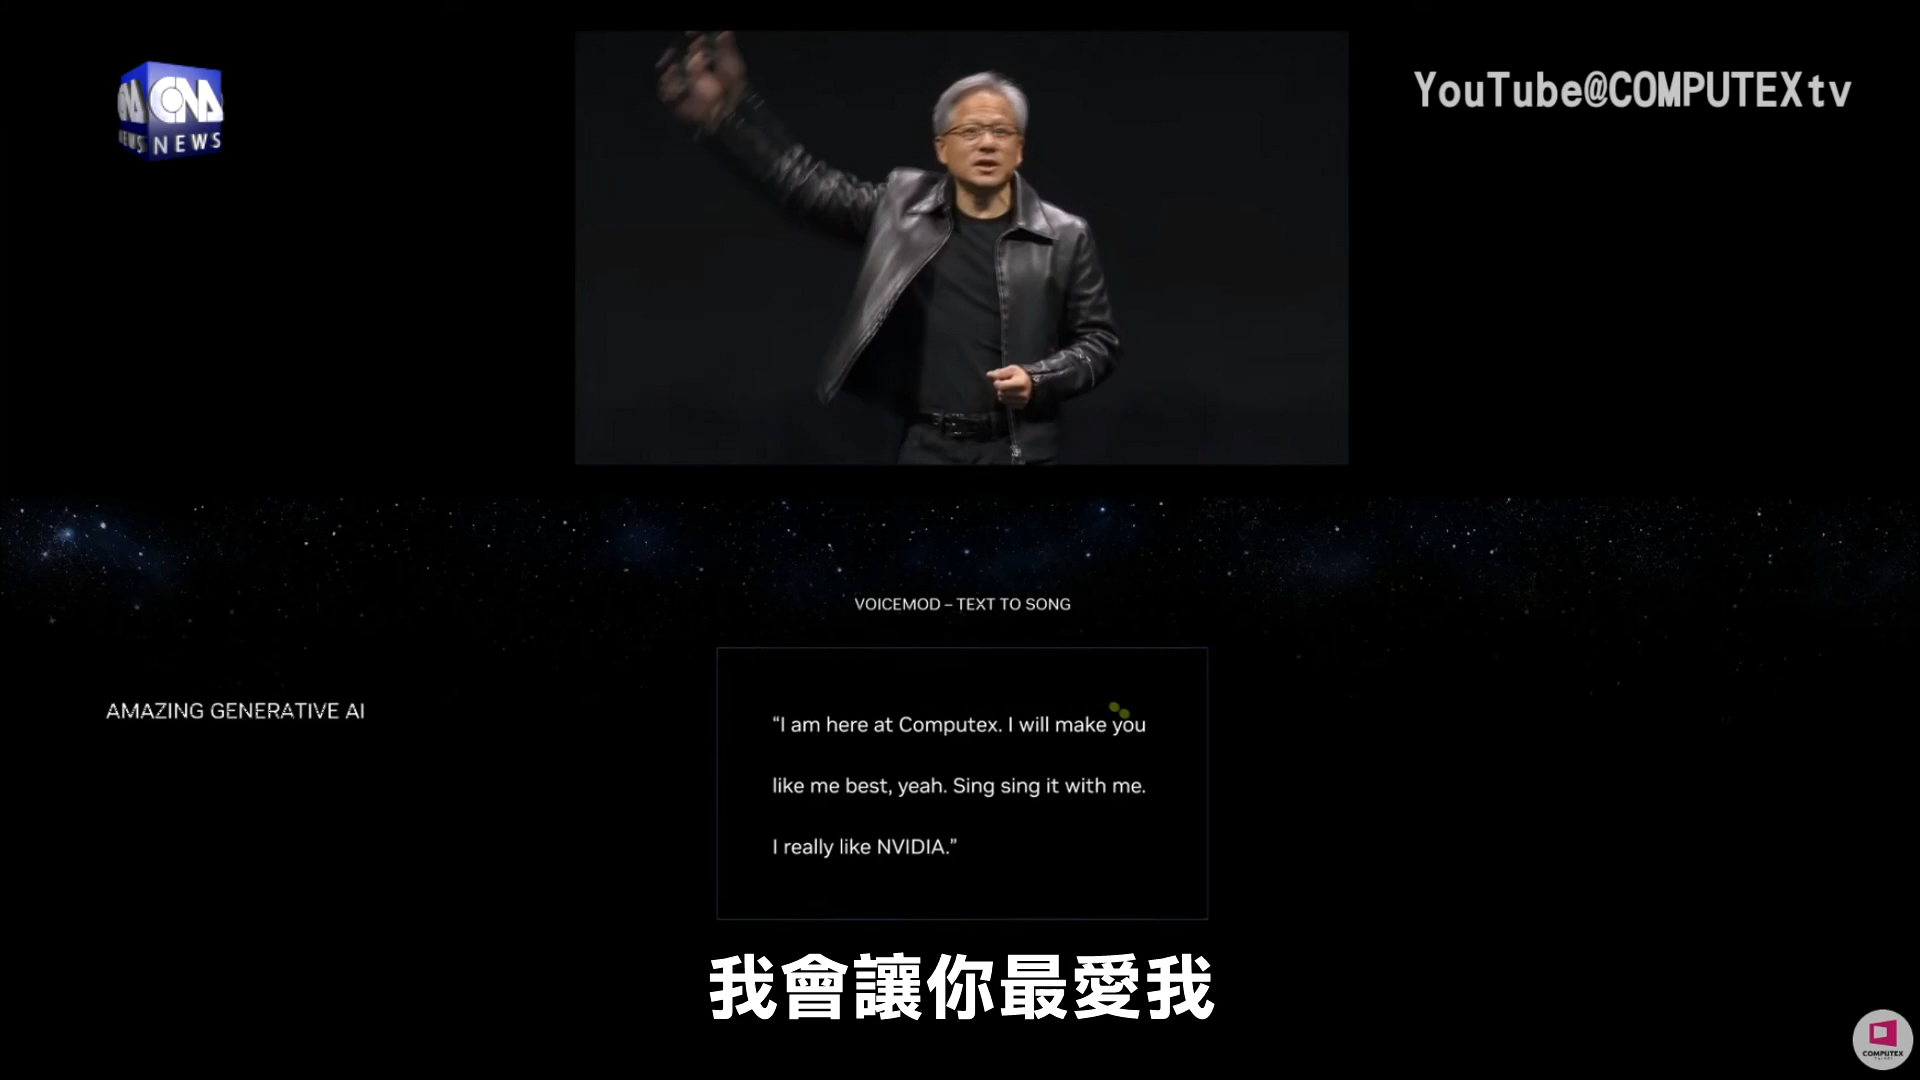 CNA
NEWS
YouTube@COMPUTEXtv
VOICEMOD – TEXT TO SONG
AMAZING GENERATIVE AI
“I am here at Computex. I will make you
like me best, yeah. Sing sing it with me.
I really like NVIDIA.”
我會讓你最愛我
COMPUTEX